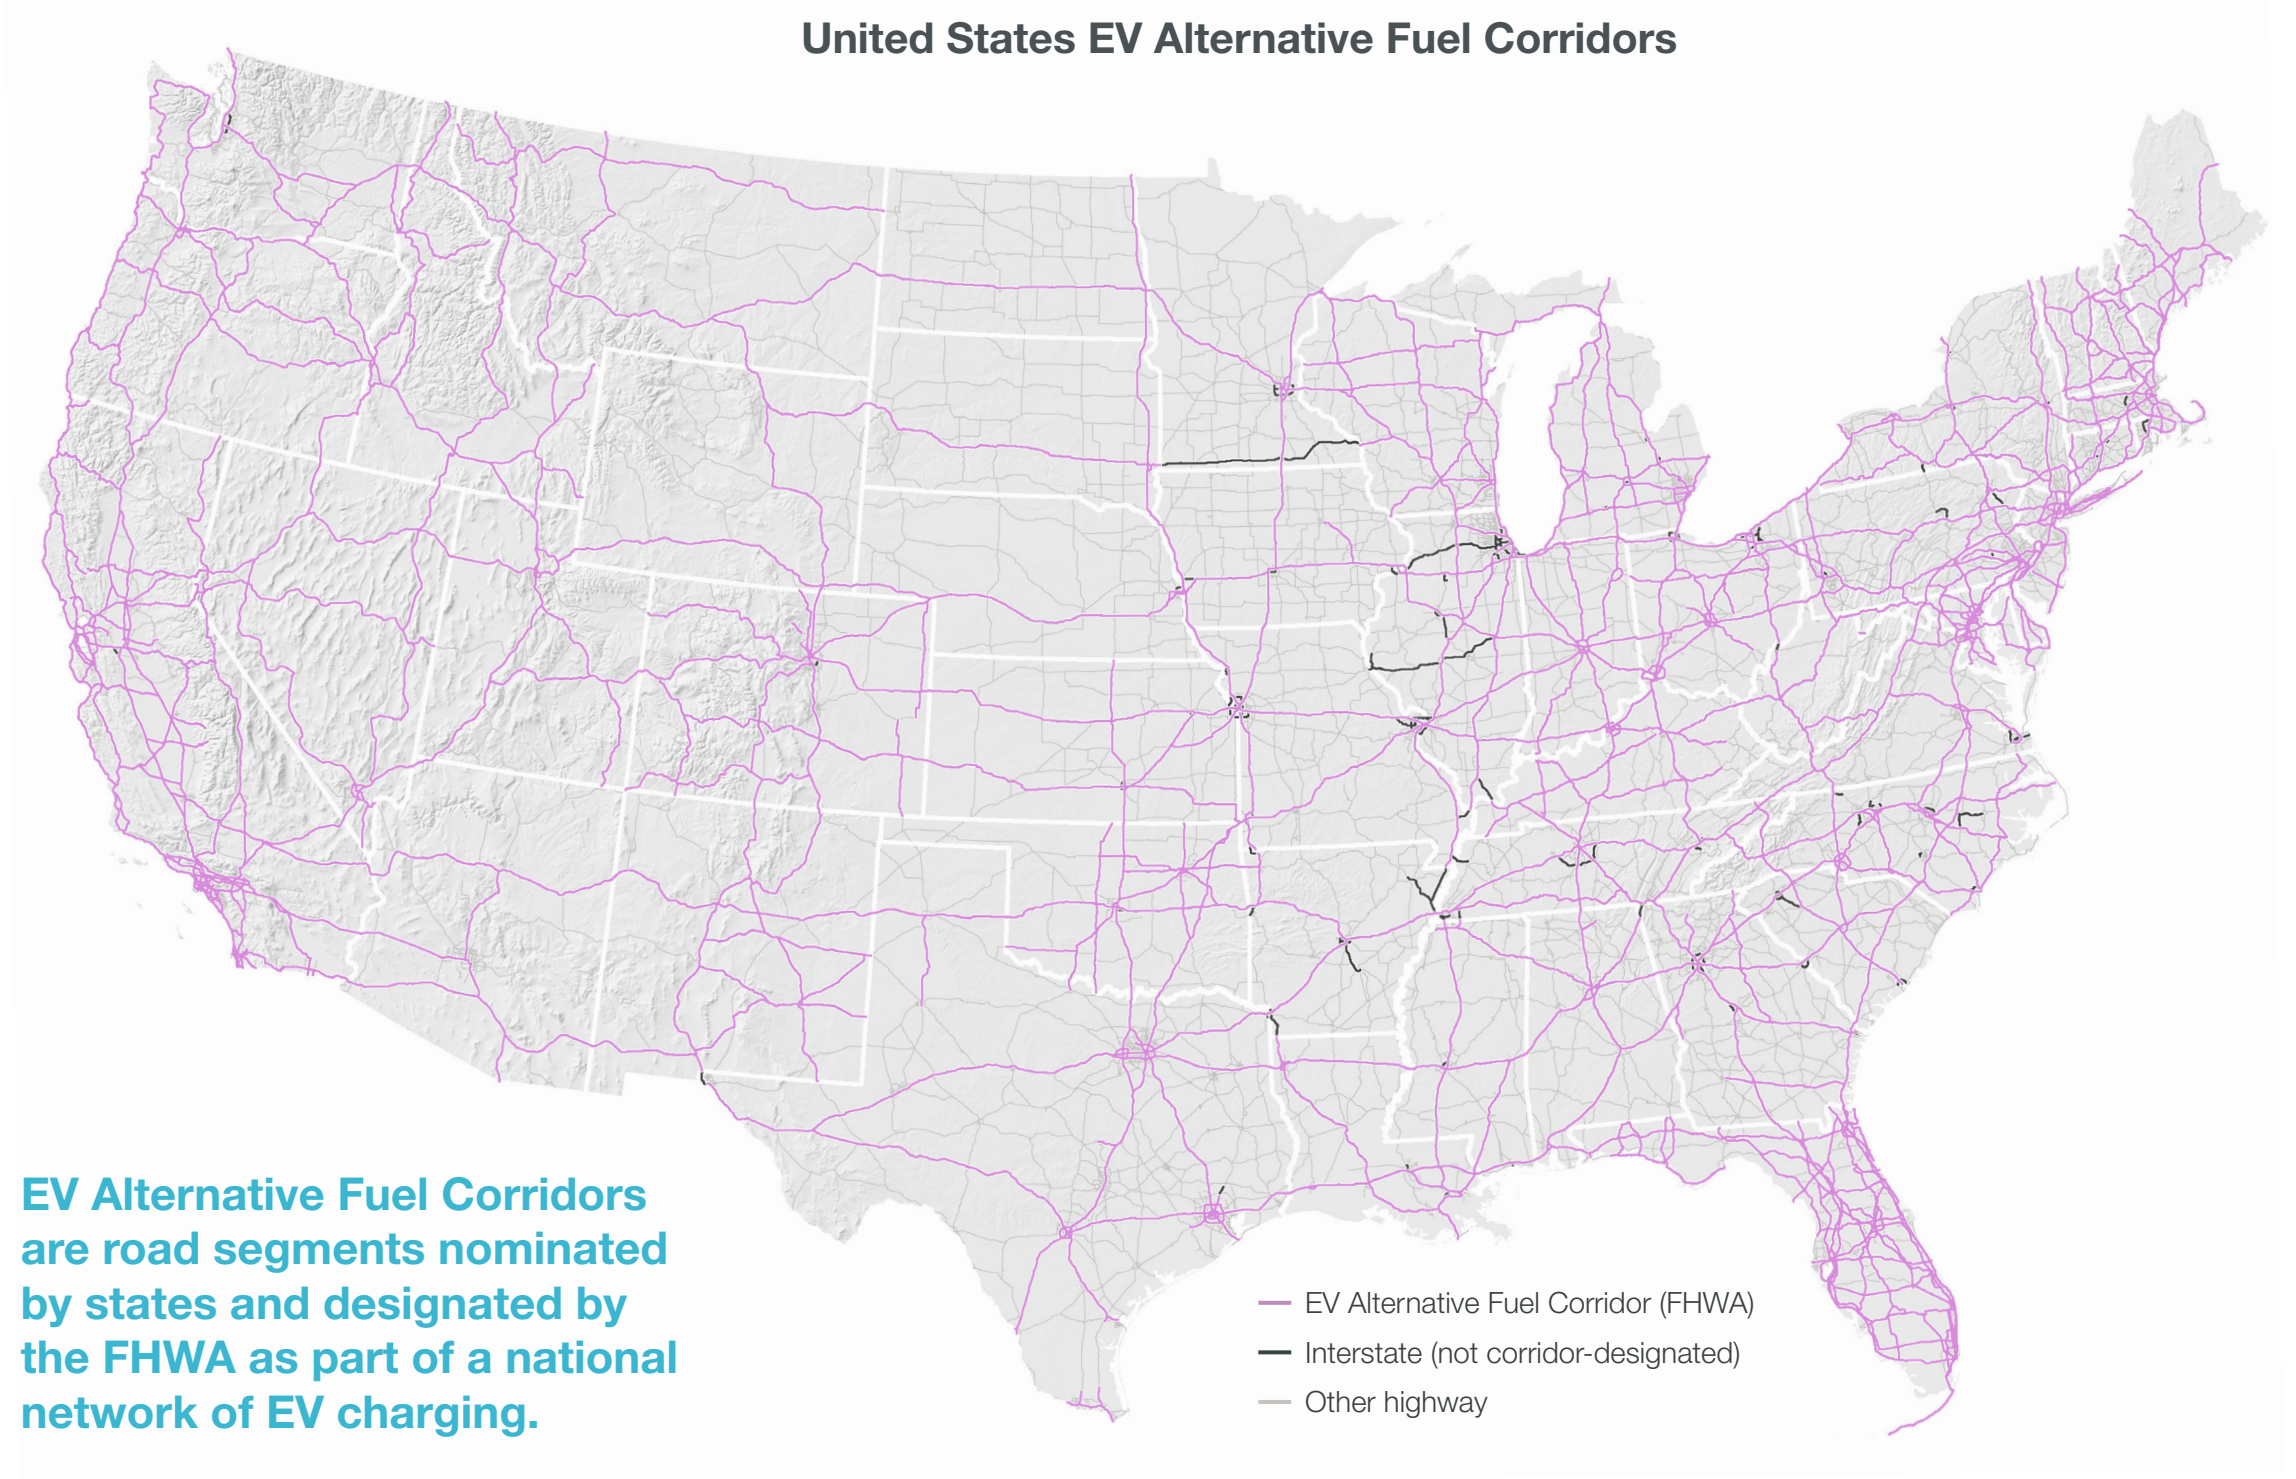 United States EV Alternative Fuel Corridors
EV Alternative Fuel Corridors
are road segments nominated
by states and designated by
the FHWA as part of a national
network of EV charging.
EV Alternative Fuel Corridor (FHWA)
Interstate (not corridor-designated)
Other highway